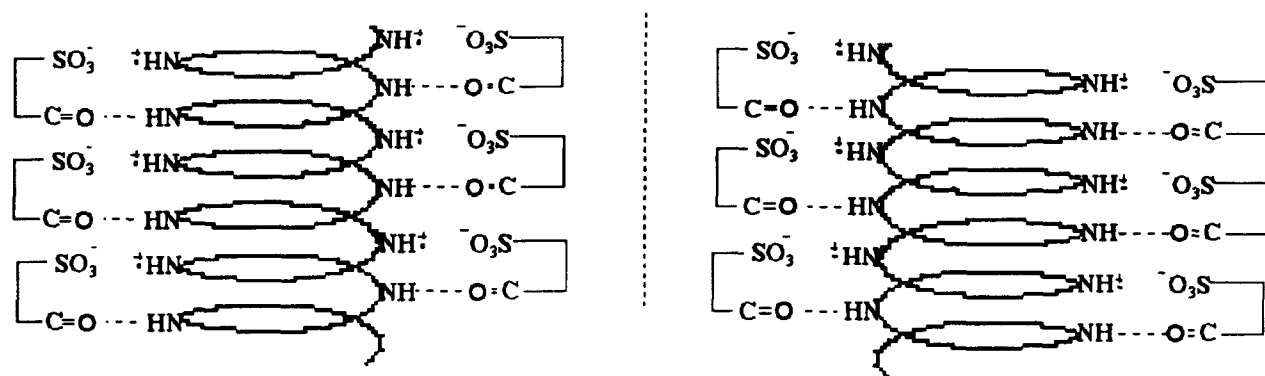 NH⁺• ⁻O₃S
SO₃⁻ ⁺•HN
NH---O=C
C=O---HN
NH⁺• ⁻O₃S
SO₃⁻ ⁺•HN
NH---O=C
C=O---HN
NH⁺• ⁻O₃S
SO₃⁻ ⁺•HN
NH---O=C
C=O---HN
SO₃⁻ ⁺•HN
NH⁺• ⁻O₃S
C=O---HN
NH---O=C
SO₃⁻ ⁺•HN
NH⁺• ⁻O₃S
C=O---HN
NH---O=C
SO₃⁻ ⁺•HN
NH⁺• ⁻O₃S
C=O---HN
NH---O=C